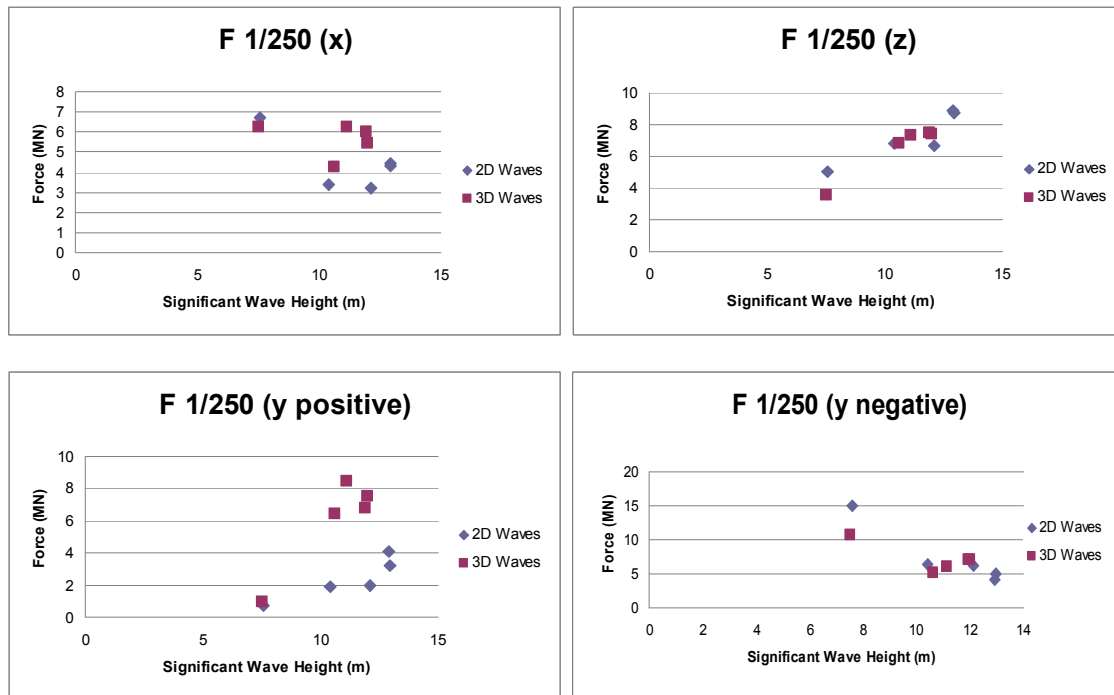 F 1/250 (x)
8
7
6
5
4
3
2
1
0
0 5 10 15
Force (MN)
Significant Wave Height (m)
2D Waves
3D Waves
F 1/250 (z)
10
8
6
4
2
0
0 5 10 15
Force (MN)
Significant Wave Height (m)
2D Waves
3D Waves
F 1/250 (y positive)
10
8
6
4
2
0
0 5 10 15
Force (MN)
Significant Wave Height (m)
2D Waves
3D Waves
F 1/250 (y negative)
20
15
10
5
0
0 2 4 6 8 10 12 14
Force (MN)
Significant Wave Height (m)
2D Waves
3D Waves